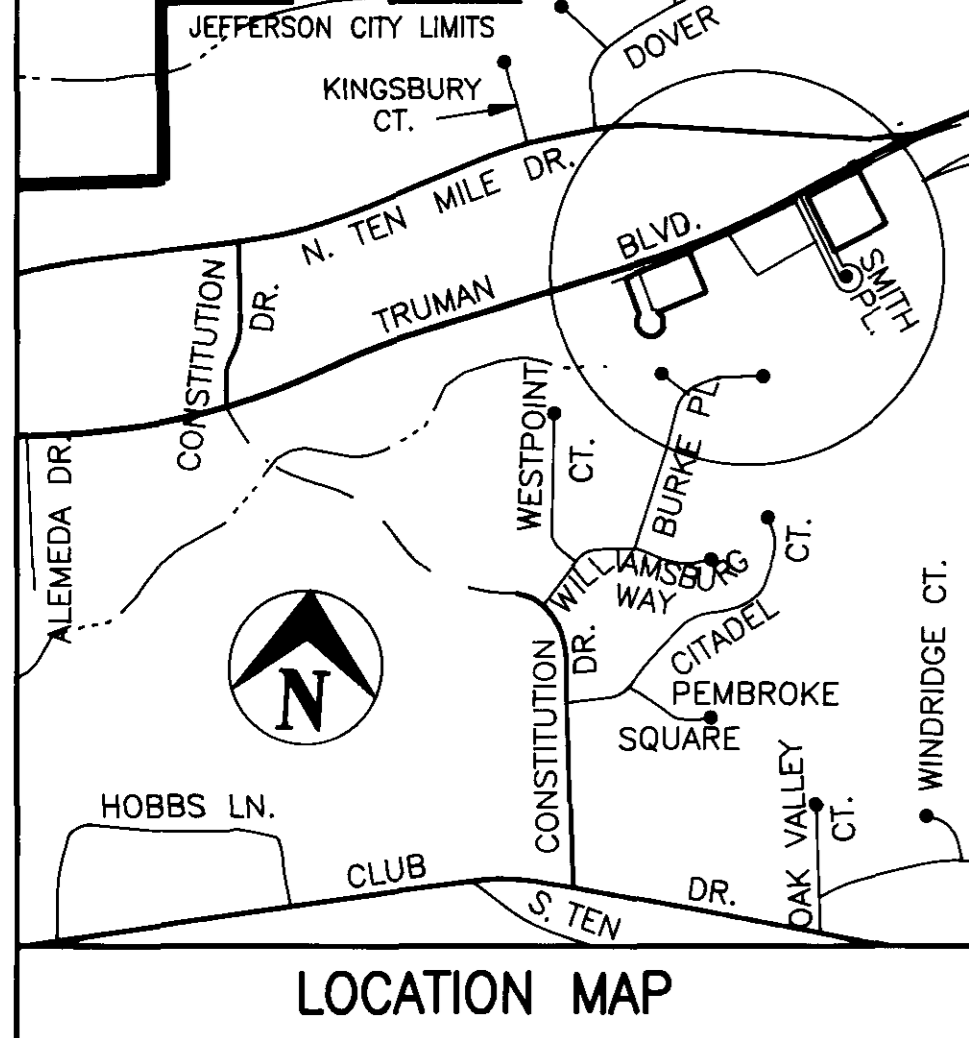 JEFFERSON CITY LIMITS
DOVER
KINGSBURY
CT.
N. TEN MILE DR.
BLVD.
TRUMAN
SMITH
PL.
CONSTITUTION
DR.
WESTPOINT
CT.
BURKE PL
ALEMEDA DR.
CT.
WILLIAMSBURG
WAY
CITADEL
CONSTITUTION
DR.
PEMBROKE
SQUARE
WINDRIDGE CT.
N
OAK VALLEY
CT.
HOBBS LN.
CLUB
DR.
S. TEN
LOCATION MAP